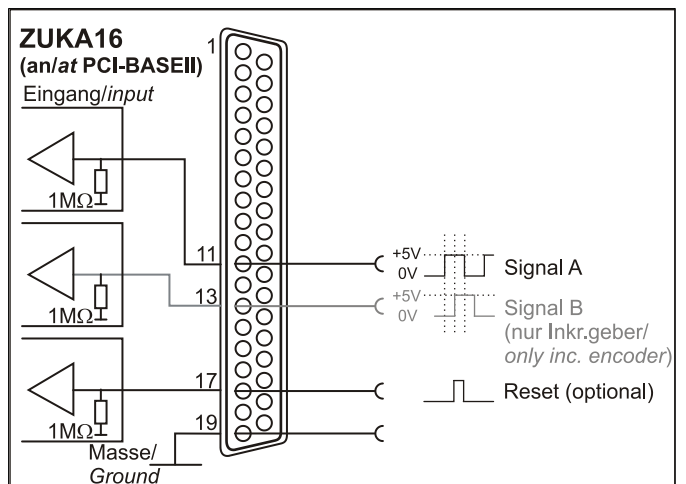 ZUKA16
(an/at PCI-BASEII)
Eingang/input
1MΩ
1MΩ
1MΩ
Masse/
Ground
1
11
13
17
19
+5V
0V
Signal A
+5V
0V
Signal B
(nur Inkr.geber/
only inc. encoder)
Reset (optional)